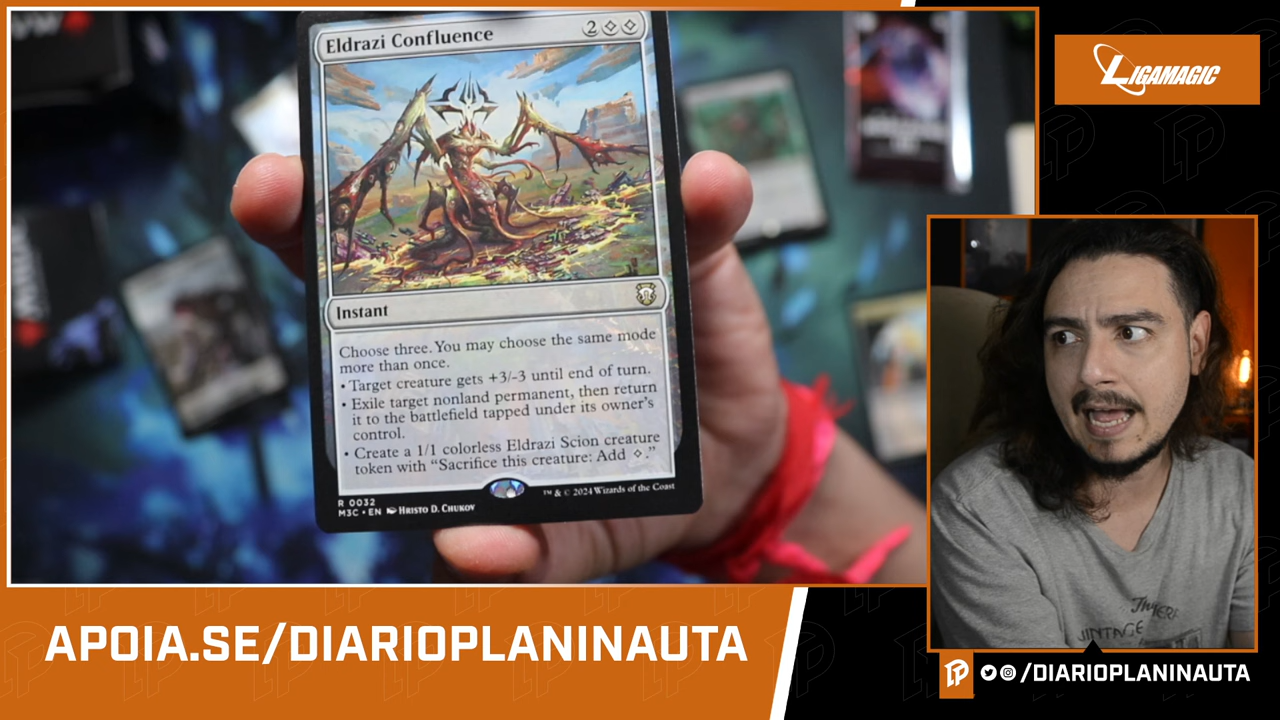 Eldrazi Confluence
2
Instant
Choose three. You may choose the same mode
more than once.
• Target creature gets +3/-3 until end of turn.
• Exile target nonland permanent, then return
it to the battlefield tapped under its owner's
control.
• Create a 1/1 colorless Eldrazi Scion creature
token with “Sacrifice this creature: Add ◇.”
R 0032
M3C • EN HRISTO D. CHUKOV
™ & © 2024 Wizards of the Coast
LIGAMAGIC
APOIA.SE/DIARIOPLANINAUTA
/DIARIOPLANINAUTA